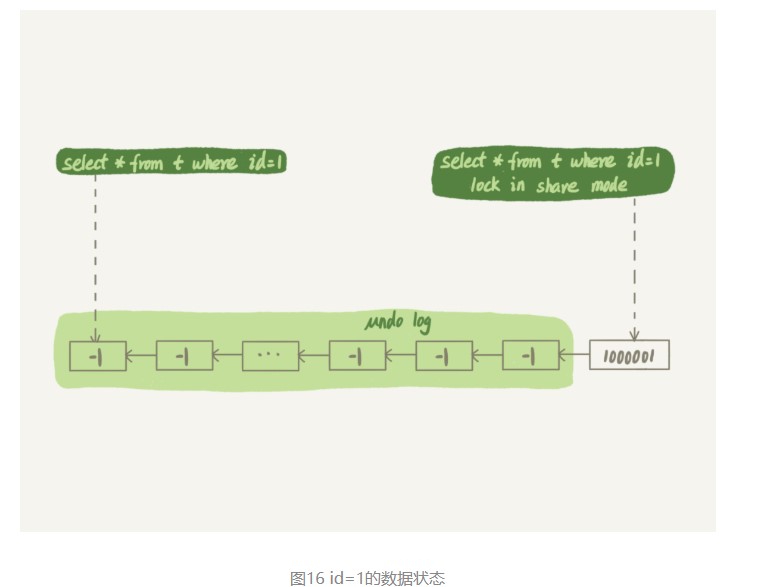 select * from t where id=1
select * from t where id=1
lock in share mode
undo log
-1
-1
...
-1
-1
-1
1000001
图16 id=1的数据状态